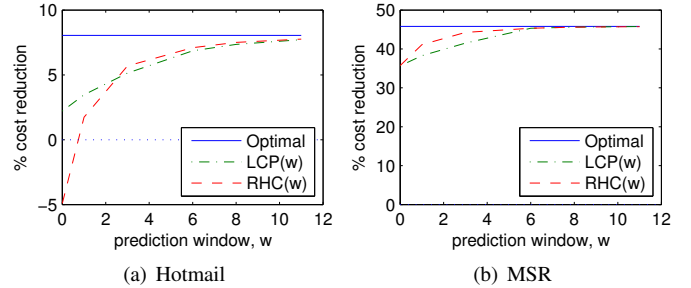 10
5
0
-5
% cost reduction
Optimal
LCP(w)
RHC(w)
0 2 4 6 8 10 12
prediction window, w
(a) Hotmail
50
40
30
20
10
0
% cost reduction
Optimal
LCP(w)
RHC(w)
0 2 4 6 8 10 12
prediction window, w
(b) MSR